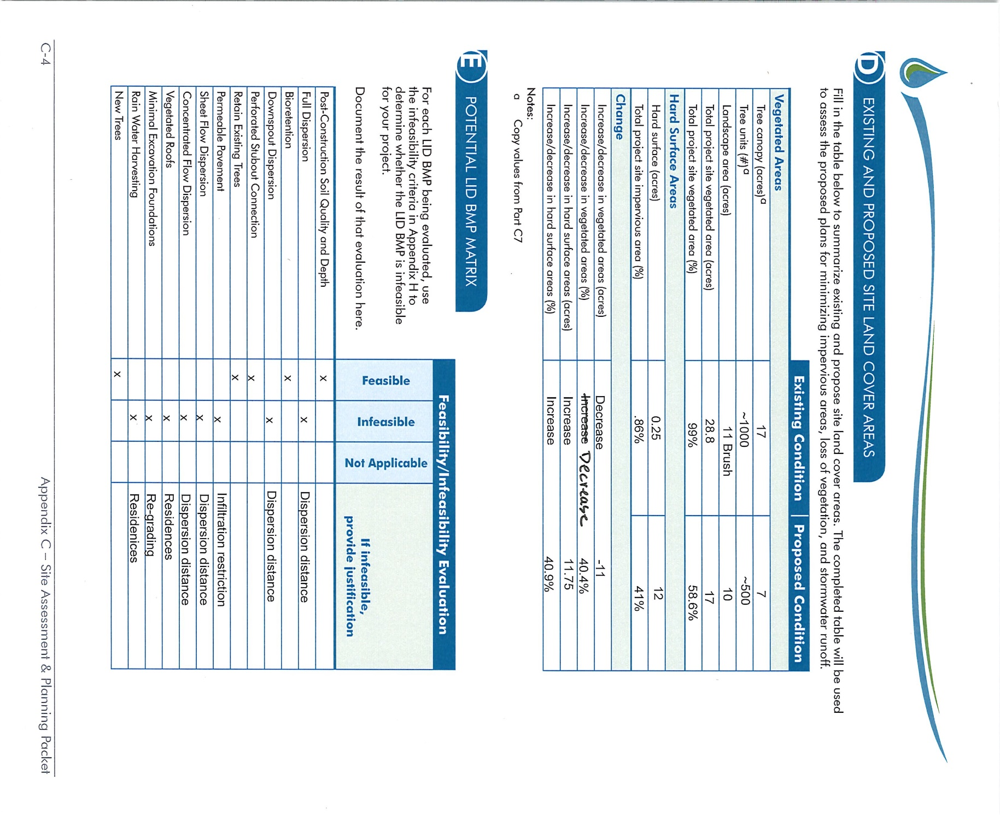 D EXISTING AND PROPOSED SITE LAND COVER AREAS
Fill in the table below to summarize existing and propose site land cover areas. The completed table will be used
to assess the proposed plans for minimizing impervious areas, loss of vegetation, and stormwater runoff.
Existing Condition | Proposed Condition
Vegetated Areas
Tree canopy (acres)a 17 7
Tree units (#)a ~1000 ~500
Landscape area (acres) 11 Brush 10
Total project site vegetated area (acres) 28.8 17
Total project site vegetated area (%) 99% 58.6%
Hard Surface Areas
Hard surface (acres) 0.25 12
Total project site impervious area (%) .86% 41%
Change
Increase/decrease in vegetated areas (acres) Decrease -11
Increase/decrease in vegetated areas (%) Increase Decrease 40.4%
Increase/decrease in hard surface areas (acres) Increase 11.75
Increase/decrease in hard surface areas (%) Increase 40.9%
Notes:
a Copy values from Part C7
E POTENTIAL LID BMP MATRIX
For each LID BMP being evaluated, use
the infeasibility criteria in Appendix H to
determine whether the LID BMP is infeasible
for your project.
Document the result of that evaluation here.
Feasibility/Infeasibility Evaluation
Feasible Infeasible Not Applicable If infeasible,
provide justification
Post-Construction Soil Quality and Depth x
Full Dispersion x Dispersion distance
Bioretention x
Downspout Dispersion x Dispersion distance
Perforated Stubout Connection x
Retain Existing Trees x
Permeable Pavement x Infiltration restriction
Sheet Flow Dispersion x Dispersion distance
Concentrated Flow Dispersion x Dispersion distance
Vegetated Roofs x Residences
Minimal Excavation Foundations x Re-grading
Rain Water Harvesting x Residenices
New Trees x
C-4 Appendix C – Site Assessment & Planning Packet